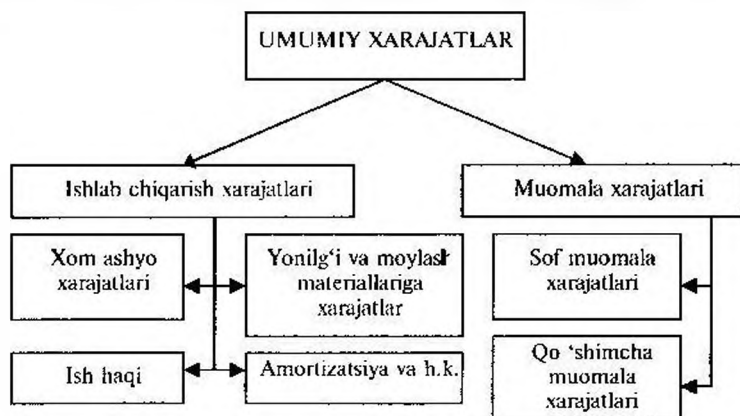 UMUMIY XARAJATLAR
Ishlab chiqarish xarajatlari
Muomala xarajatlari
Xom ashyo
xarajatlari
Yonilg‘i va moylash
materiallariga
xarajatlar
Sof muomala
xarajatlari
Ish haqi
Amortizatsiya va h.k.
Qo ‘shimcha
muomala
xarajatlari